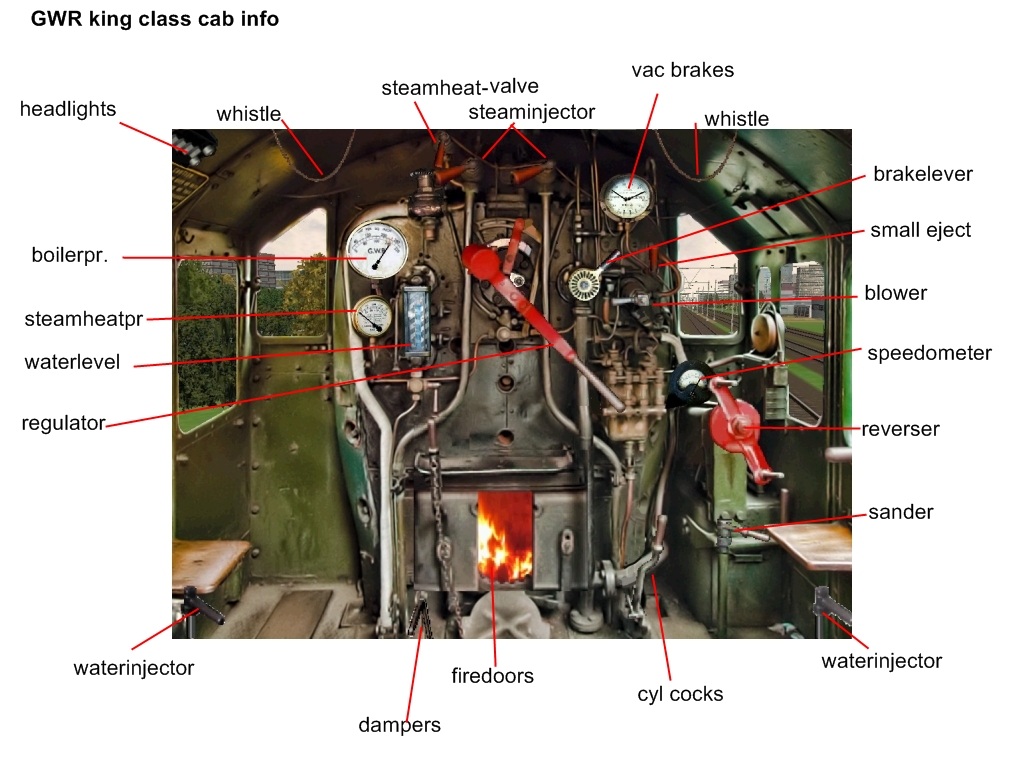 GWR king class cab info
vac brakes
steamheat-valve
headlights
whistle
steaminjector
whistle
brakelever
small eject
boilerpr.
G.W.R
blower
steamheatpr
waterlevel
speedometer
regulator
reverser
sander
waterinjector
waterinjector
firedoors
cyl cocks
dampers